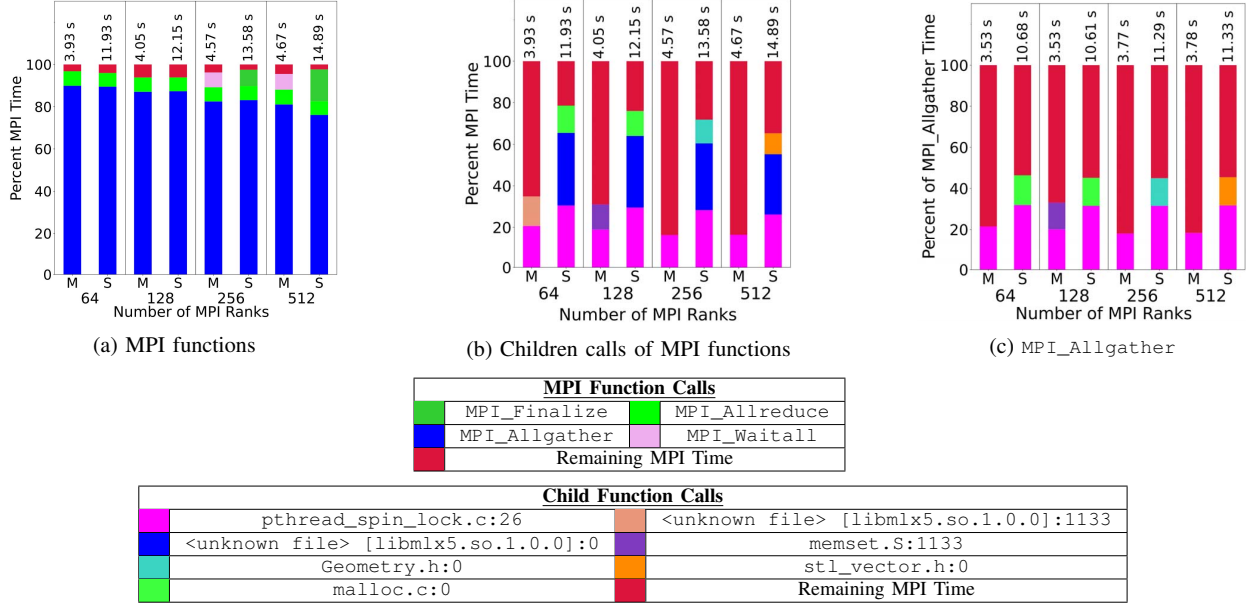 3.93 s 11.93 s 4.05 s 12.15 s 4.57 s 13.58 s 4.67 s 14.89 s
Percent MPI Time
100
80
60
40
20
0
M S M S M S M S
64 128 256 512
Number of MPI Ranks
(a) MPI functions
3.93 s 11.93 s 4.05 s 12.15 s 4.57 s 13.58 s 4.67 s 14.89 s
Percent MPI Time
100
80
60
40
20
0
M S M S M S M S
64 128 256 512
Number of MPI Ranks
(b) Children calls of MPI functions
3.53 s 10.68 s 3.53 s 10.61 s 3.77 s 11.29 s 3.78 s 11.33 s
Percent of MPI_Allgather Time
100
80
60
40
20
0
M S M S M S M S
64 128 256 512
Number of MPI Ranks
(c) MPI_Allgather
MPI Function Calls
MPI_Finalize MPI_Allreduce
MPI_Allgather MPI_Waitall
Remaining MPI Time
Child Function Calls
pthread_spin_lock.c:26 <unknown file> [libmlx5.so.1.0.0]:1133
<unknown file> [libmlx5.so.1.0.0]:0 memset.S:1133
Geometry.h:0 stl_vector.h:0
malloc.c:0 Remaining MPI Time